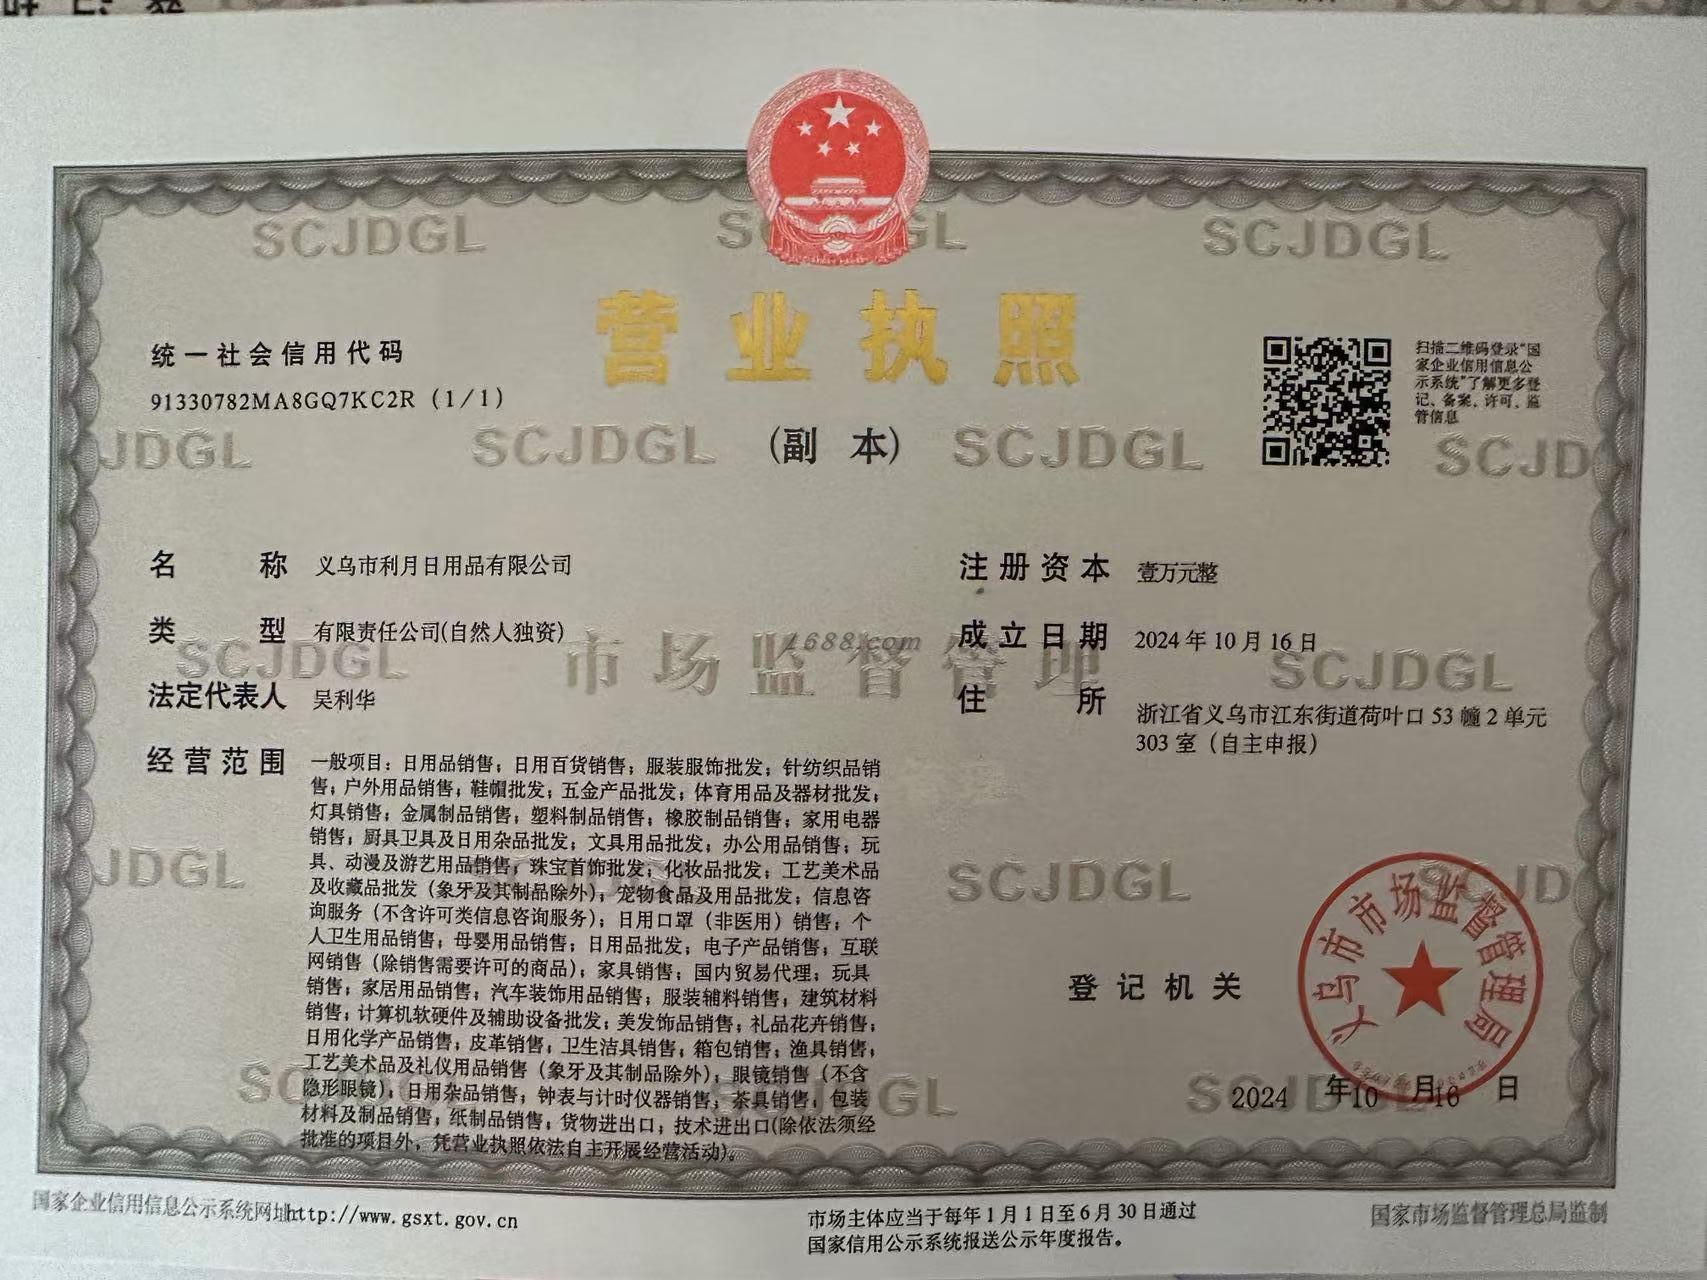 SCJDGL
SCJDGL
营业执照
统一社会信用代码
91330782MA8GQ7KC2R (1/1)
扫描二维码登录“国
家企业信用信息公
示系统”了解更多登
记、备案、许可、监
管信息
JDGL
SCJDGL
(副 本)
SCJDGL
SCJD
名 称 义乌市利月日用品有限公司
注册资本 壹万元整
类 型 有限责任公司(自然人独资)
成立日期 2024年10月16日
SCJDGL
市场监督管理
1688.com
SCJDGL
法定代表人 吴利华
住 所 浙江省义乌市江东街道荷叶口53幢2单元
303室（自主申报）
经营范围 一般项目：日用品销售；日用百货销售；服装服饰批发；针纺织品销
售；户外用品销售；鞋帽批发；五金产品批发；体育用品及器材批发；
灯具销售；金属制品销售；塑料制品销售；橡胶制品销售；家用电器
销售；厨具卫具及日用杂品批发；文具用品批发；办公用品销售；玩
具、动漫及游艺用品销售；珠宝首饰批发；化妆品批发；工艺美术品
及收藏品批发（象牙及其制品除外）；宠物食品及用品批发；信息咨
询服务（不含许可类信息咨询服务）；日用口罩（非医用）销售；个
人卫生用品销售；母婴用品销售；日用品批发；电子产品销售；互联
网销售（除销售需要许可的商品）；家具销售；国内贸易代理；玩具
销售；家居用品销售；汽车装饰用品销售；服装辅料销售；建筑材料
销售；计算机软硬件及辅助设备批发；美发饰品销售；礼品花卉销售；
日用化学产品销售；皮革销售；卫生洁具销售；箱包销售；渔具销售；
工艺美术品及礼仪用品销售（象牙及其制品除外）；眼镜销售（不含
隐形眼镜）；日用杂品销售；钟表与计时仪器销售；茶具销售；包装
材料及制品销售；纸制品销售；货物进出口；技术进出口(除依法须经
批准的项目外，凭营业执照依法自主开展经营活动)。
JDGL
SCJDGL
登记机关
义乌市市场监督管理局
2024 年10 月16 日
国家企业信用信息公示系统网址http://www.gsxt.gov.cn
市场主体应当于每年1月1日至6月30日通过
国家信用公示系统报送公示年度报告。
国家市场监督管理总局监制